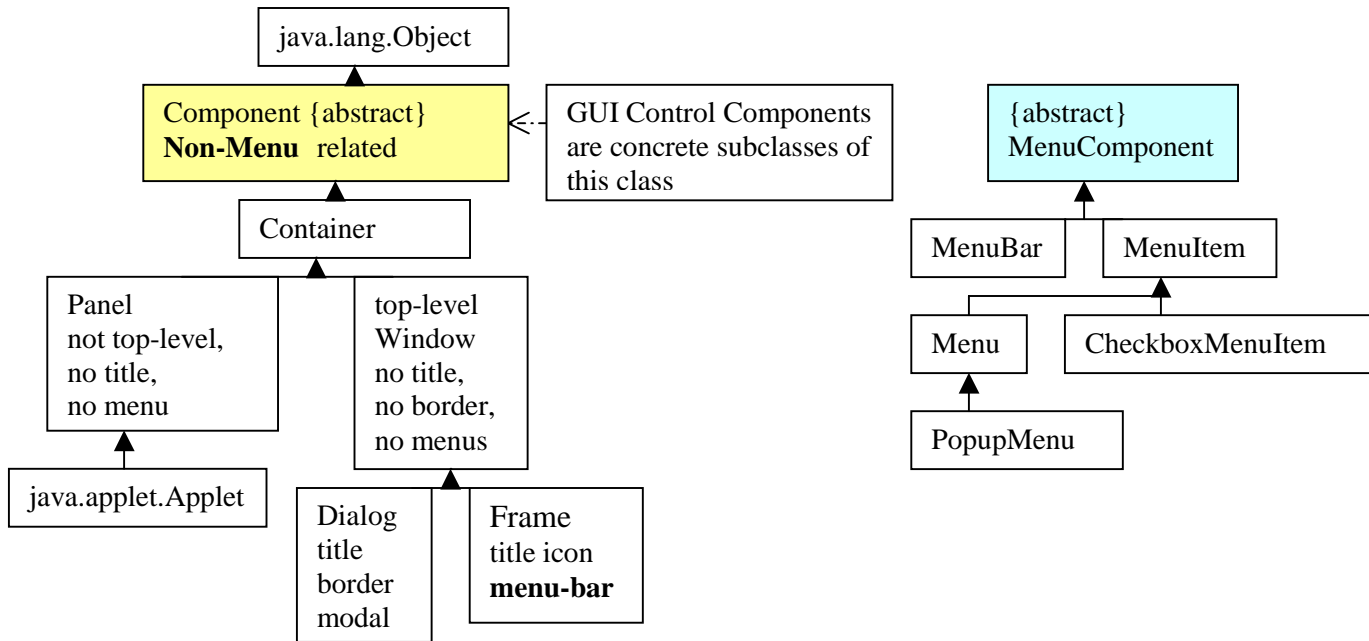 java.lang.Object
Component {abstract}
Non-Menu related
GUI Control Components
are concrete subclasses of
this class
{abstract}
MenuComponent
Container
MenuBar
MenuItem
Panel
not top-level,
no title,
no menu
top-level
Window
no title,
no border,
no menus
Menu
CheckboxMenuItem
PopupMenu
java.applet.Applet
Dialog
title
border
modal
Frame
title icon
menu-bar